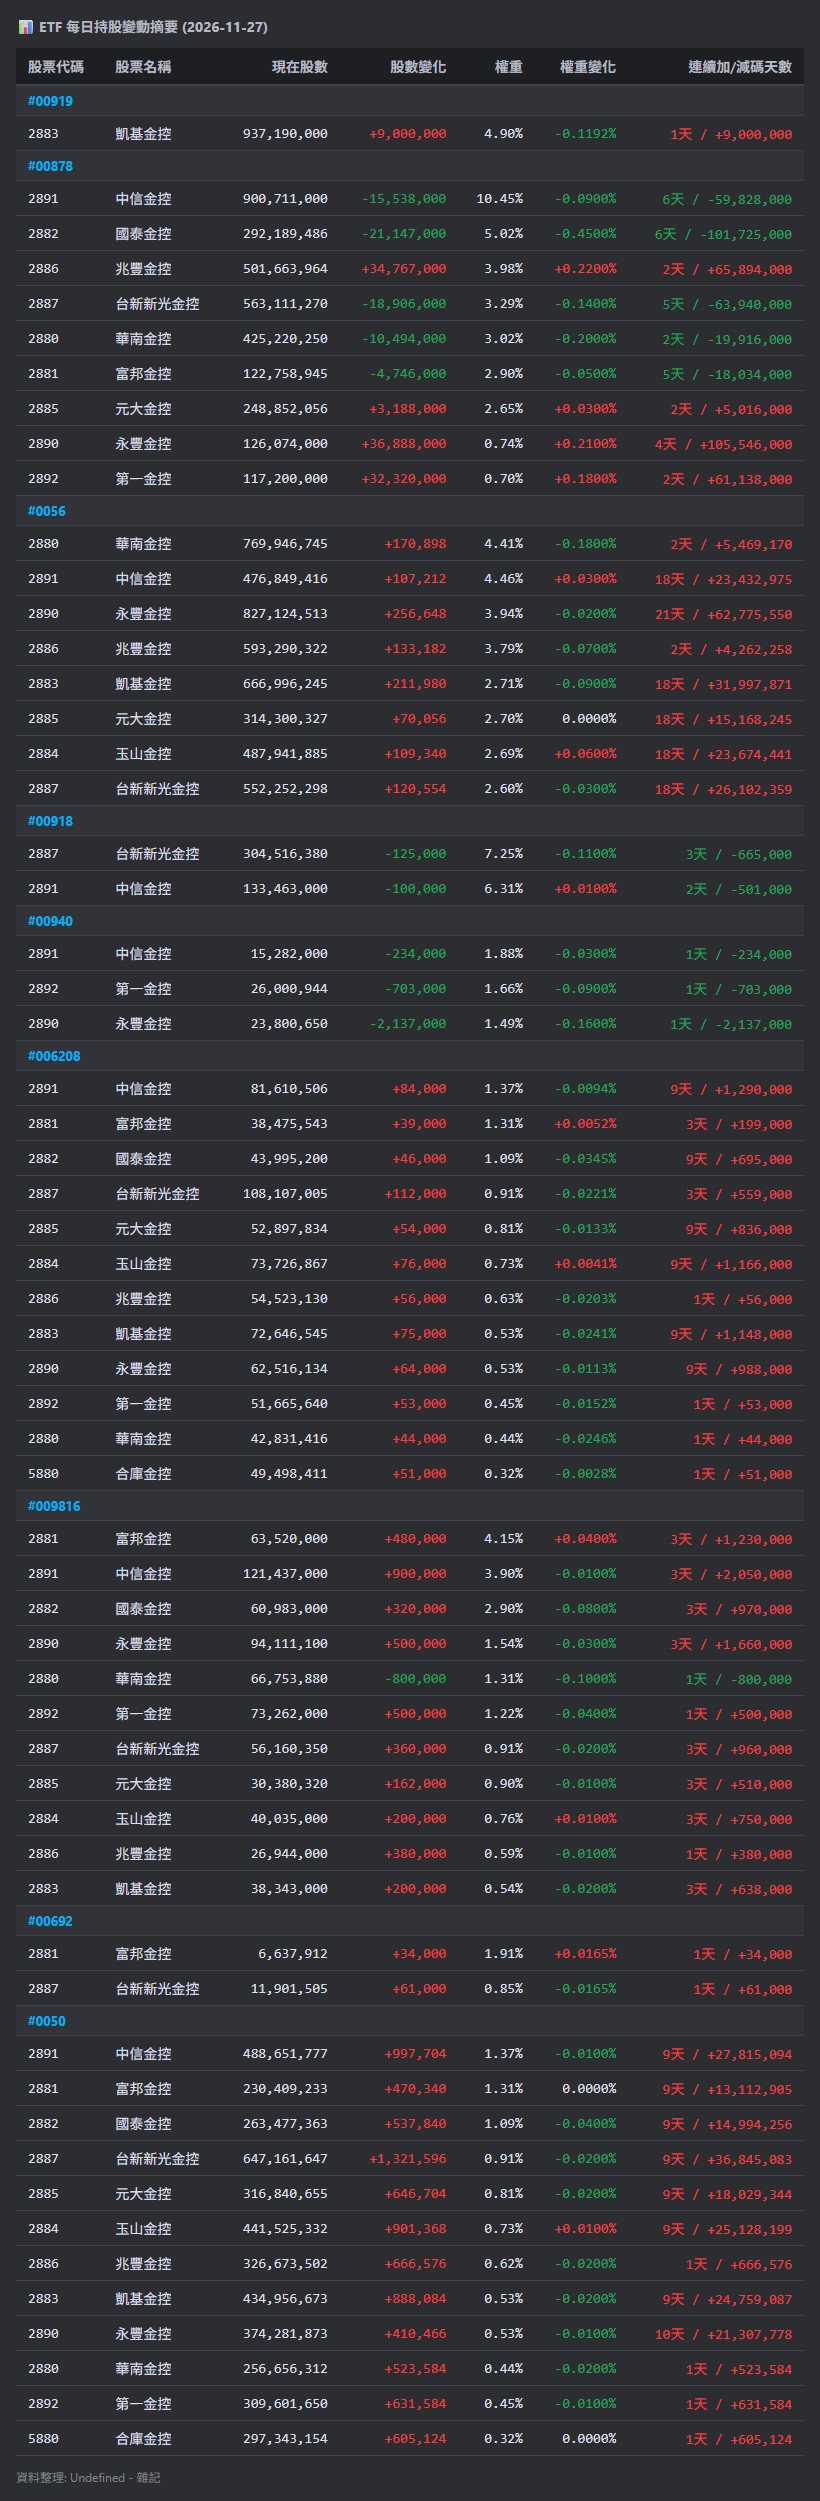 📊 ETF 每日持股變動摘要 (2026-11-27)
股票代碼 股票名稱 現在股數 股數變化 權重 權重變化 連續加/減碼天數
#00919
2883 凱基金控 937,190,000 +9,000,000 4.90% -0.1192% 1天 / +9,000,000
#00878
2891 中信金控 900,711,000 -15,538,000 10.45% -0.0900% 6天 / -59,828,000
2882 國泰金控 292,189,486 -21,147,000 5.02% -0.4500% 6天 / -101,725,000
2886 兆豐金控 501,663,964 +34,767,000 3.98% +0.2200% 2天 / +65,894,000
2887 台新新光金控 563,111,270 -18,906,000 3.29% -0.1400% 5天 / -63,940,000
2880 華南金控 425,220,250 -10,494,000 3.02% -0.2000% 2天 / -19,916,000
2881 富邦金控 122,758,945 -4,746,000 2.90% -0.0500% 5天 / -18,034,000
2885 元大金控 248,852,056 +3,188,000 2.65% +0.0300% 2天 / +5,016,000
2890 永豐金控 126,074,000 +36,888,000 0.74% +0.2100% 4天 / +105,546,000
2892 第一金控 117,200,000 +32,320,000 0.70% +0.1800% 2天 / +61,138,000
#0056
2880 華南金控 769,946,745 +170,898 4.41% -0.1800% 2天 / +5,469,170
2891 中信金控 476,849,416 +107,212 4.46% +0.0300% 18天 / +23,432,975
2890 永豐金控 827,124,513 +256,648 3.94% -0.0200% 21天 / +62,775,550
2886 兆豐金控 593,290,322 +133,182 3.79% -0.0700% 2天 / +4,262,258
2883 凱基金控 666,996,245 +211,980 2.71% -0.0900% 18天 / +31,997,871
2885 元大金控 314,300,327 +70,056 2.70% 0.0000% 18天 / +15,168,245
2884 玉山金控 487,941,885 +109,340 2.69% +0.0600% 18天 / +23,674,441
2887 台新新光金控 552,252,298 +120,554 2.60% -0.0300% 18天 / +26,102,359
#00918
2887 台新新光金控 304,516,380 -125,000 7.25% -0.1100% 3天 / -665,000
2891 中信金控 133,463,000 -100,000 6.31% +0.0100% 2天 / -501,000
#00940
2891 中信金控 15,282,000 -234,000 1.88% -0.0300% 1天 / -234,000
2892 第一金控 26,000,944 -703,000 1.66% -0.0900% 1天 / -703,000
2890 永豐金控 23,800,650 -2,137,000 1.49% -0.1600% 1天 / -2,137,000
#006208
2891 中信金控 81,610,506 +84,000 1.37% -0.0094% 9天 / +1,290,000
2881 富邦金控 38,475,543 +39,000 1.31% +0.0052% 3天 / +199,000
2882 國泰金控 43,995,200 +46,000 1.09% -0.0345% 9天 / +695,000
2887 台新新光金控 108,107,005 +112,000 0.91% -0.0221% 3天 / +559,000
2885 元大金控 52,897,834 +54,000 0.81% -0.0133% 9天 / +836,000
2884 玉山金控 73,726,867 +76,000 0.73% +0.0041% 9天 / +1,166,000
2886 兆豐金控 54,523,130 +56,000 0.63% -0.0203% 1天 / +56,000
2883 凱基金控 72,646,545 +75,000 0.53% -0.0241% 9天 / +1,148,000
2890 永豐金控 62,516,134 +64,000 0.53% -0.0113% 9天 / +988,000
2892 第一金控 51,665,640 +53,000 0.45% -0.0152% 1天 / +53,000
2880 華南金控 42,831,416 +44,000 0.44% -0.0246% 1天 / +44,000
5880 合庫金控 49,498,411 +51,000 0.32% -0.0028% 1天 / +51,000
#009816
2881 富邦金控 63,520,000 +480,000 4.15% +0.0400% 3天 / +1,230,000
2891 中信金控 121,437,000 +900,000 3.90% -0.0100% 3天 / +2,050,000
2882 國泰金控 60,983,000 +320,000 2.90% -0.0800% 3天 / +970,000
2890 永豐金控 94,111,100 +500,000 1.54% -0.0300% 3天 / +1,660,000
2880 華南金控 66,753,880 -800,000 1.31% -0.1000% 1天 / -800,000
2892 第一金控 73,262,000 +500,000 1.22% -0.0400% 1天 / +500,000
2887 台新新光金控 56,160,350 +360,000 0.91% -0.0200% 3天 / +960,000
2885 元大金控 30,380,320 +162,000 0.90% -0.0100% 3天 / +510,000
2884 玉山金控 40,035,000 +200,000 0.76% +0.0100% 3天 / +750,000
2886 兆豐金控 26,944,000 +380,000 0.59% -0.0100% 1天 / +380,000
2883 凱基金控 38,343,000 +200,000 0.54% -0.0200% 3天 / +638,000
#00692
2881 富邦金控 6,637,912 +34,000 1.91% +0.0165% 1天 / +34,000
2887 台新新光金控 11,901,505 +61,000 0.85% -0.0165% 1天 / +61,000
#0050
2891 中信金控 488,651,777 +997,704 1.37% -0.0100% 9天 / +27,815,094
2881 富邦金控 230,409,233 +470,340 1.31% 0.0000% 9天 / +13,112,905
2882 國泰金控 263,477,363 +537,840 1.09% -0.0400% 9天 / +14,994,256
2887 台新新光金控 647,161,647 +1,321,596 0.91% -0.0200% 9天 / +36,845,083
2885 元大金控 316,840,655 +646,704 0.81% -0.0200% 9天 / +18,029,344
2884 玉山金控 441,525,332 +901,368 0.73% +0.0100% 9天 / +25,128,199
2886 兆豐金控 326,673,502 +666,576 0.62% -0.0200% 1天 / +666,576
2883 凱基金控 434,956,673 +888,084 0.53% -0.0200% 9天 / +24,759,087
2890 永豐金控 374,281,873 +410,466 0.53% -0.0100% 10天 / +21,307,778
2880 華南金控 256,656,312 +523,584 0.44% -0.0200% 1天 / +523,584
2892 第一金控 309,601,650 +631,584 0.45% -0.0100% 1天 / +631,584
5880 合庫金控 297,343,154 +605,124 0.32% 0.0000% 1天 / +605,124
資料整理: Undefined - 雜記